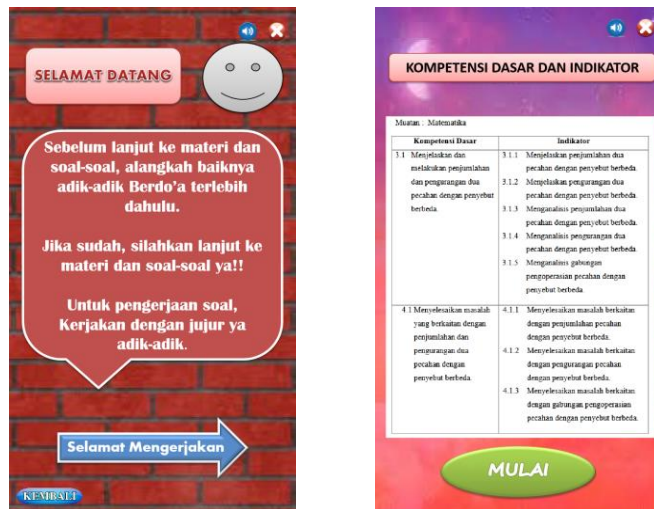 SELAMAT DATANG
Sebelum lanjut ke materi dan
soal-soal, alangkah baiknya
adik-adik Berdo'a terlebih
dahulu.
Jika sudah, silahkan lanjut ke
materi dan soal-soal ya!!
Untuk pengerjaan soal,
Kerjakan dengan jujur ya
adik-adik.
Selamat Mengerjakan
KEMBALI
KOMPETENSI DASAR DAN INDIKATOR
Muatan : Matematika
Kompetensi Dasar
Indikator
3.1 Menjelaskan dan
melakukan penjumlahan
dan pengurangan dua
pecahan dengan penyebut
berbeda.
3.1.1 Menjelaskan penjumlahan dua
pecahan dengan penyebut berbeda.
3.1.2 Menjelaskan pengurangan dua
pecahan dengan penyebut berbeda.
3.1.3 Menganalisis penjumlahan dua
pecahan dengan penyebut berbeda.
3.1.4 Menganalisis pengurangan dua
pecahan dengan penyebut berbeda.
3.1.5 Menganalisis gabungan
pengoperasian pecahan dengan
penyebut berbeda.
4.1 Menyelesaikan masalah
yang berkaitan dengan
penjumlahan dan
pengurangan dua
pecahan dengan
penyebut berbeda.
4.1.1 Menyelesaikan masalah berkaitan
dengan penjumlahan pecahan
dengan penyebut berbeda.
4.1.2 Menyelesaikan masalah berkaitan
dengan pengurangan pecahan
dengan penyebut berbeda.
4.1.3 Menyelesaikan masalah berkaitan
dengan gabungan pengoperasian
pecahan dengan penyebut berbeda.
MULAI